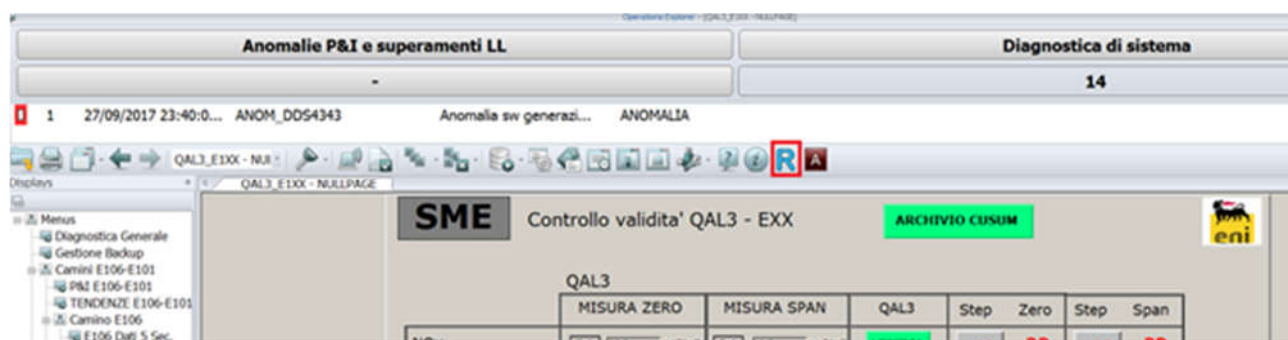 Operations Explorer - [QAL3_E1XX - NULLPAGE]
Anomalie P&I e superamenti LL
Diagnostica di sistema
-
14
1 27/09/2017 23:40:0... ANOM_DDS4343 Anomalia sw generazi... ANOMALIA
QAL3_E1XX - NUI
R A
Displays
QAL3_E1XX - NULLPAGE
Menus
Diagnostica Generale
Gestione Backup
Camini E106-E101
P&I E106-E101
TENDENZE E106-E101
Camino E106
E106 Dati 5 Sec.
SME
Controllo validita' QAL3 - EXX
ARCHIVIO CUSUM
eni
QAL3
MISURA ZERO MISURA SPAN QAL3 Step Zero Step Span